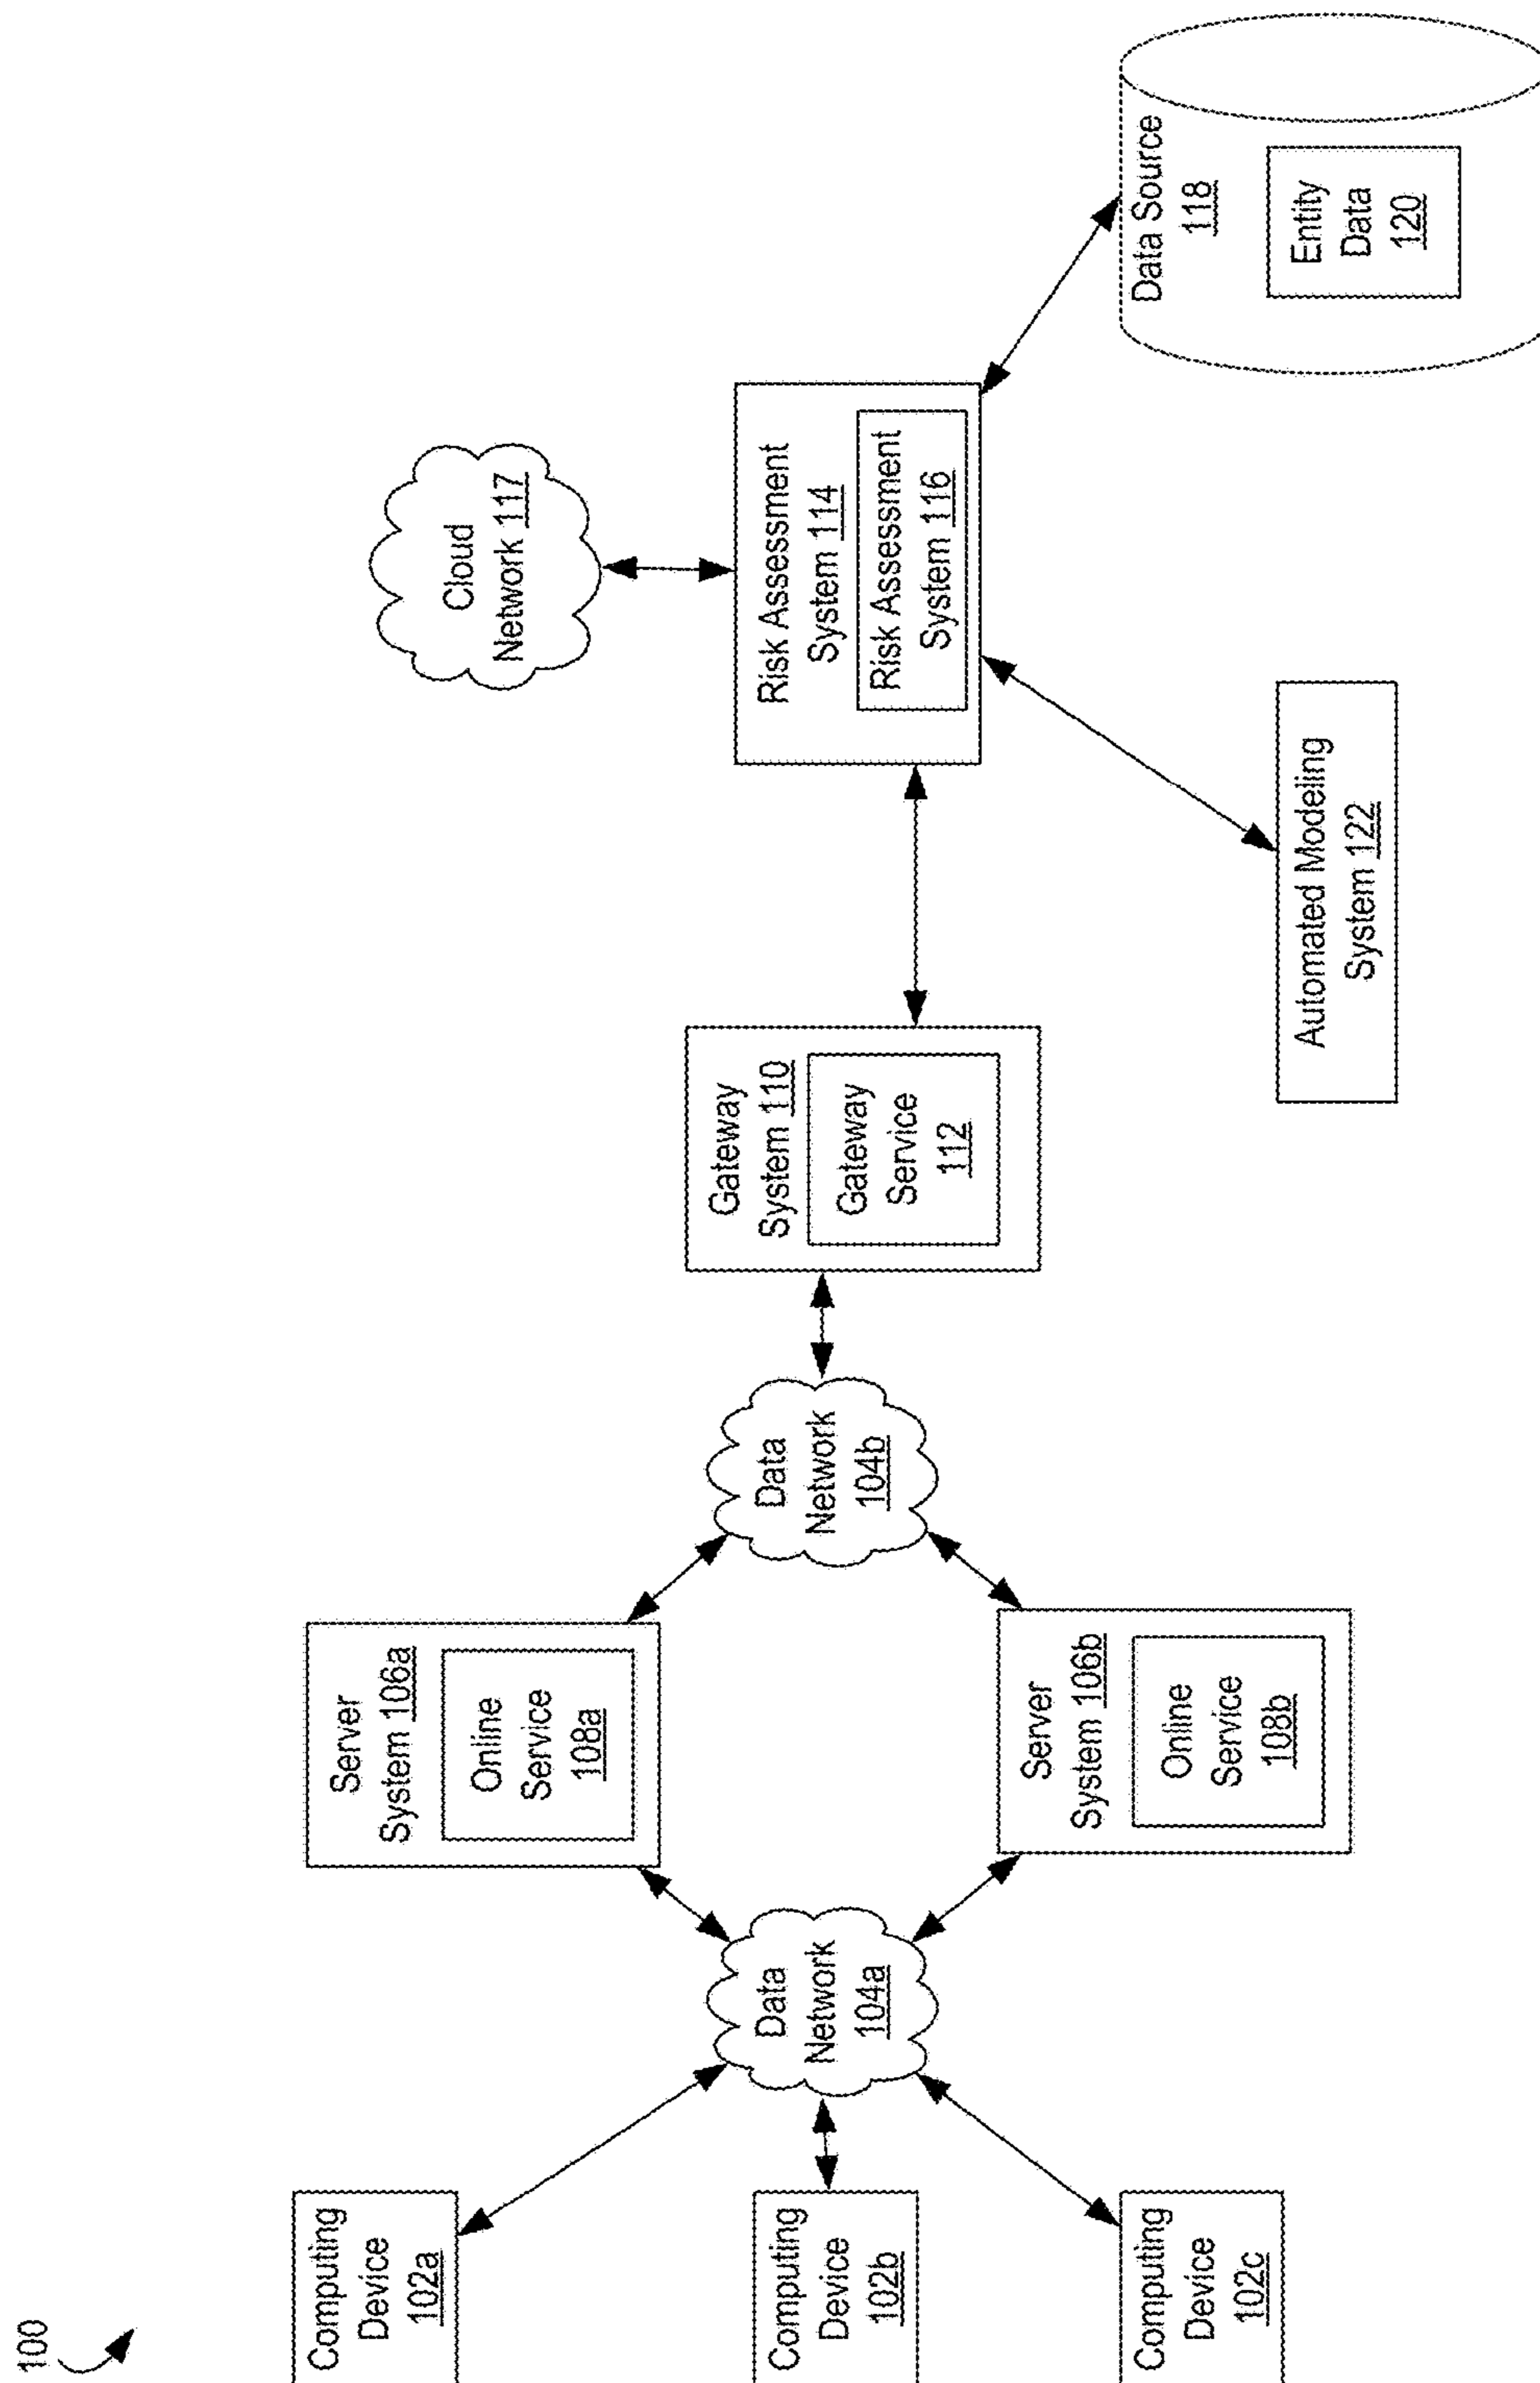 100
Computing
Device
102a
Computing
Device
102b
Computing
Device
102c
Data
Network
104a
Server
System 106a
Online
Service
108a
Server
System 106b
Online
Service
108b
Data
Network
104b
Gateway
System 110
Gateway
Service
112
Cloud
Network 117
Risk Assessment
System 114
Risk Assessment
System 116
Automated Modeling
System 122
Data Source
118
Entity
Data
120